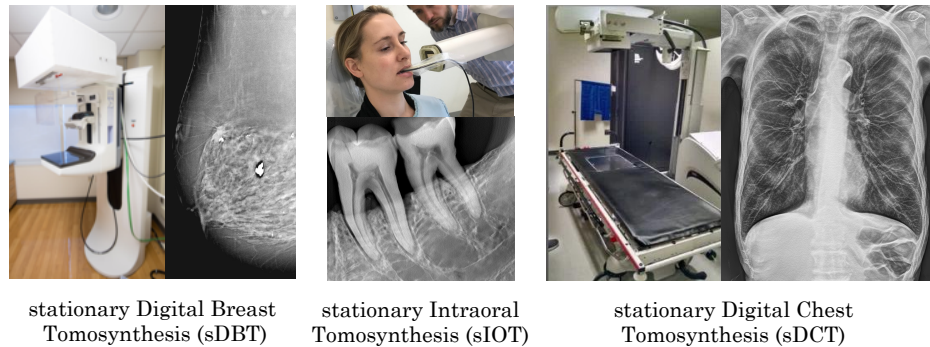 stationary Digital Breast
Tomosynthesis (sDBT)
stationary Intraoral
Tomosynthesis (sIOT)
stationary Digital Chest
Tomosynthesis (sDCT)